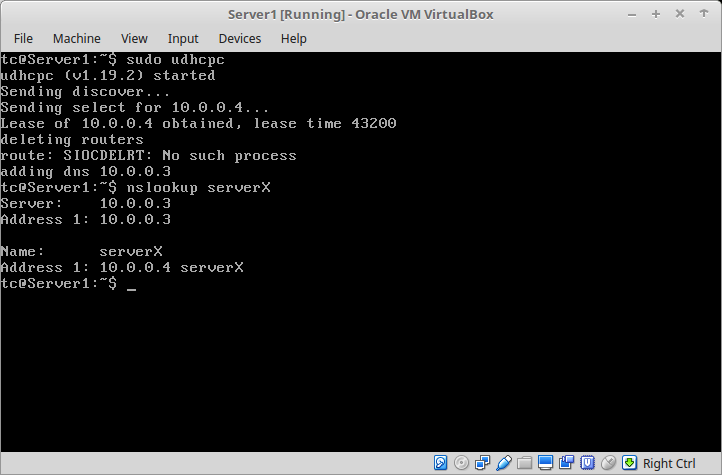 Server1 [Running] - Oracle VM VirtualBox
File Machine View Input Devices Help
tc@Server1:~$ sudo udhcpc
udhcpc (v1.19.2) started
Sending discover...
Sending select for 10.0.0.4...
Lease of 10.0.0.4 obtained, lease time 43200
deleting routers
route: SIOCDELRT: No such process
adding dns 10.0.0.3
tc@Server1:~$ nslookup serverX
Server:    10.0.0.3
Address 1: 10.0.0.3

Name:      serverX
Address 1: 10.0.0.4 serverX
tc@Server1:~$ _
Right Ctrl